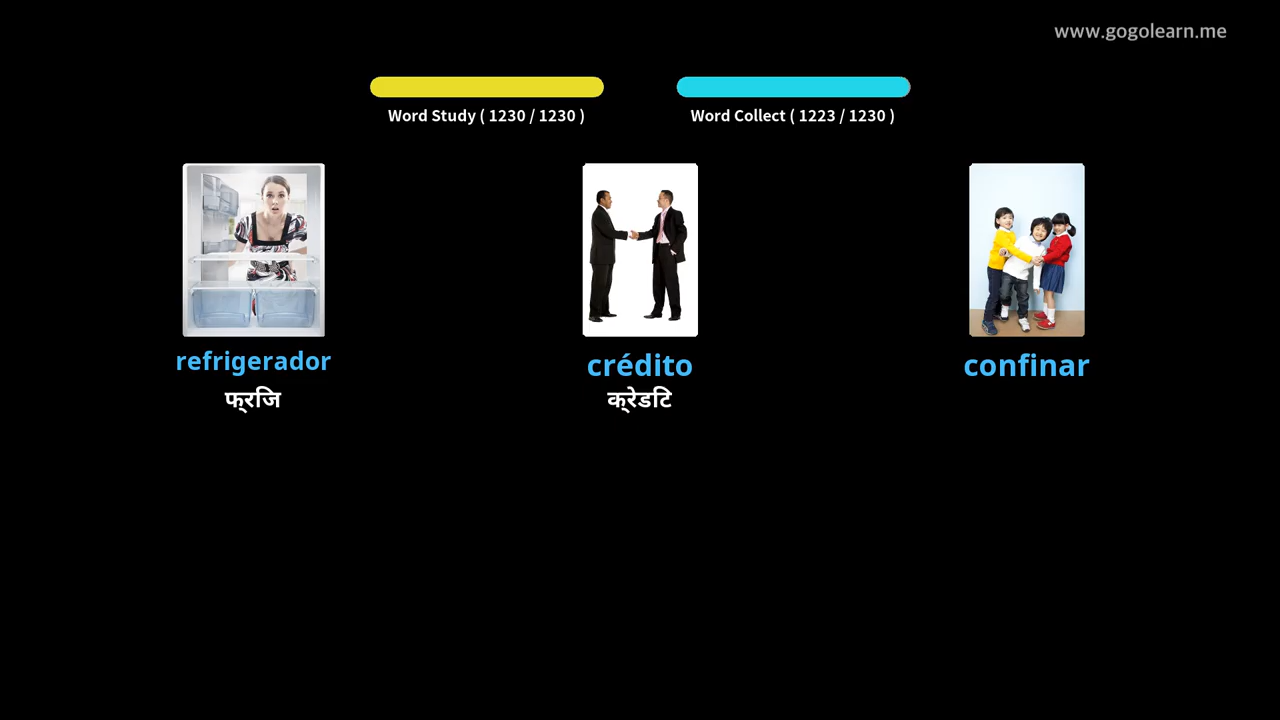 www.gogolearn.me
Word Study ( 1230 / 1230 )
Word Collect ( 1223 / 1230 )
refrigerador
फ्रिज
crédito
क्रेडिट
confinar